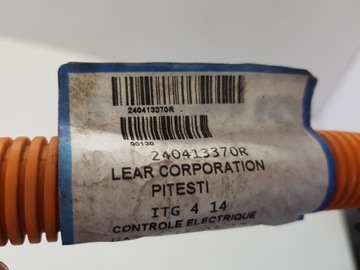 240413370R
00130
240413370R
LEAR CORPORATION
PITESTI
ITG 4 14
CONTROLE ELECTRIQUE